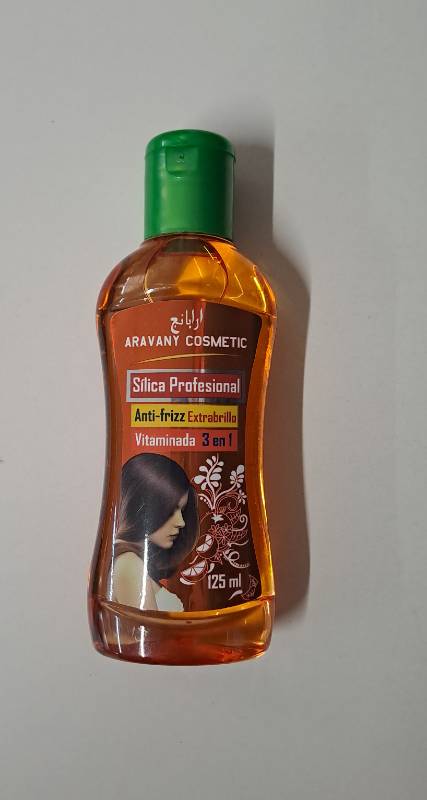 ارابانج
ARAVANY COSMETIC
Sílica Profesional
Anti-frizz Extrabrillo
Vitaminada 3 en 1
125 ml